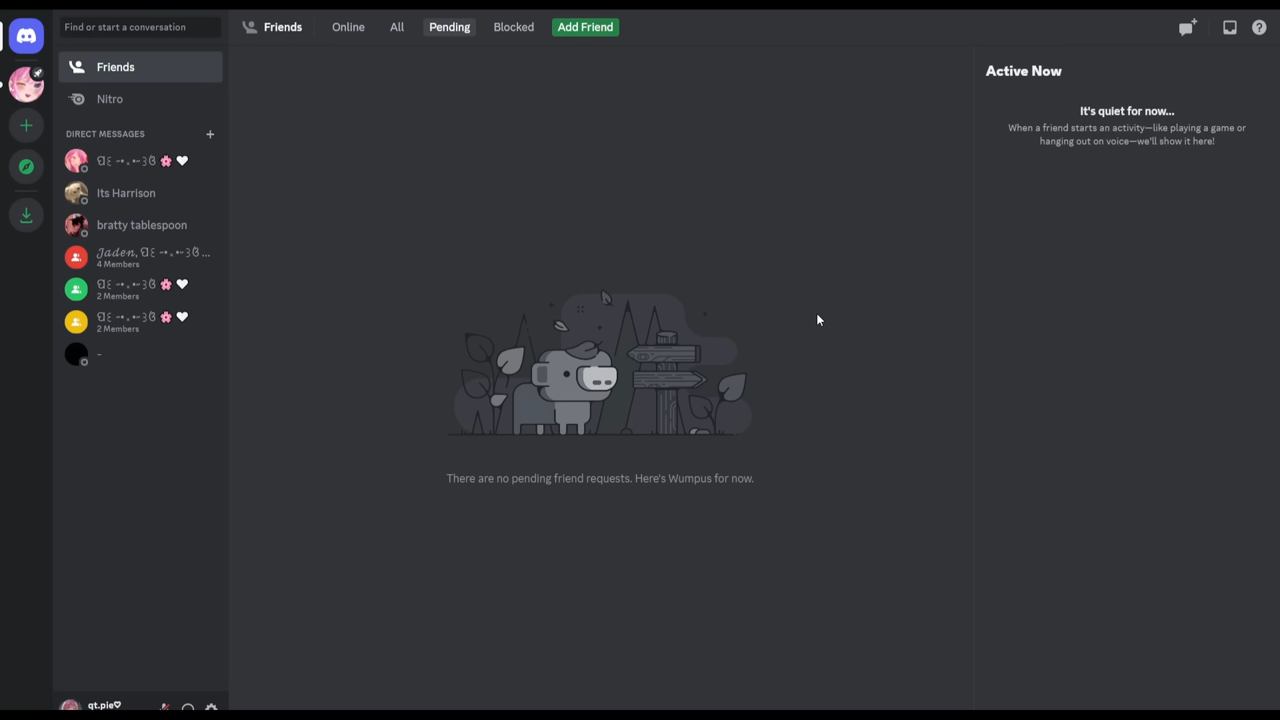 Find or start a conversation
Friends
Online
All
Pending
Blocked
Add Friend
Friends
Nitro
DIRECT MESSAGES
🌸🤍
Its Harrison
bratty tablespoon
𝒥𝒶𝒹𝑒𝓃,
4 Members
🌸🤍
2 Members
🌸🤍
2 Members
-
qt.pie♡
There are no pending friend requests. Here's Wumpus for now.
Active Now
It's quiet for now...
When a friend starts an activity—like playing a game or
hanging out on voice—we'll show it here!